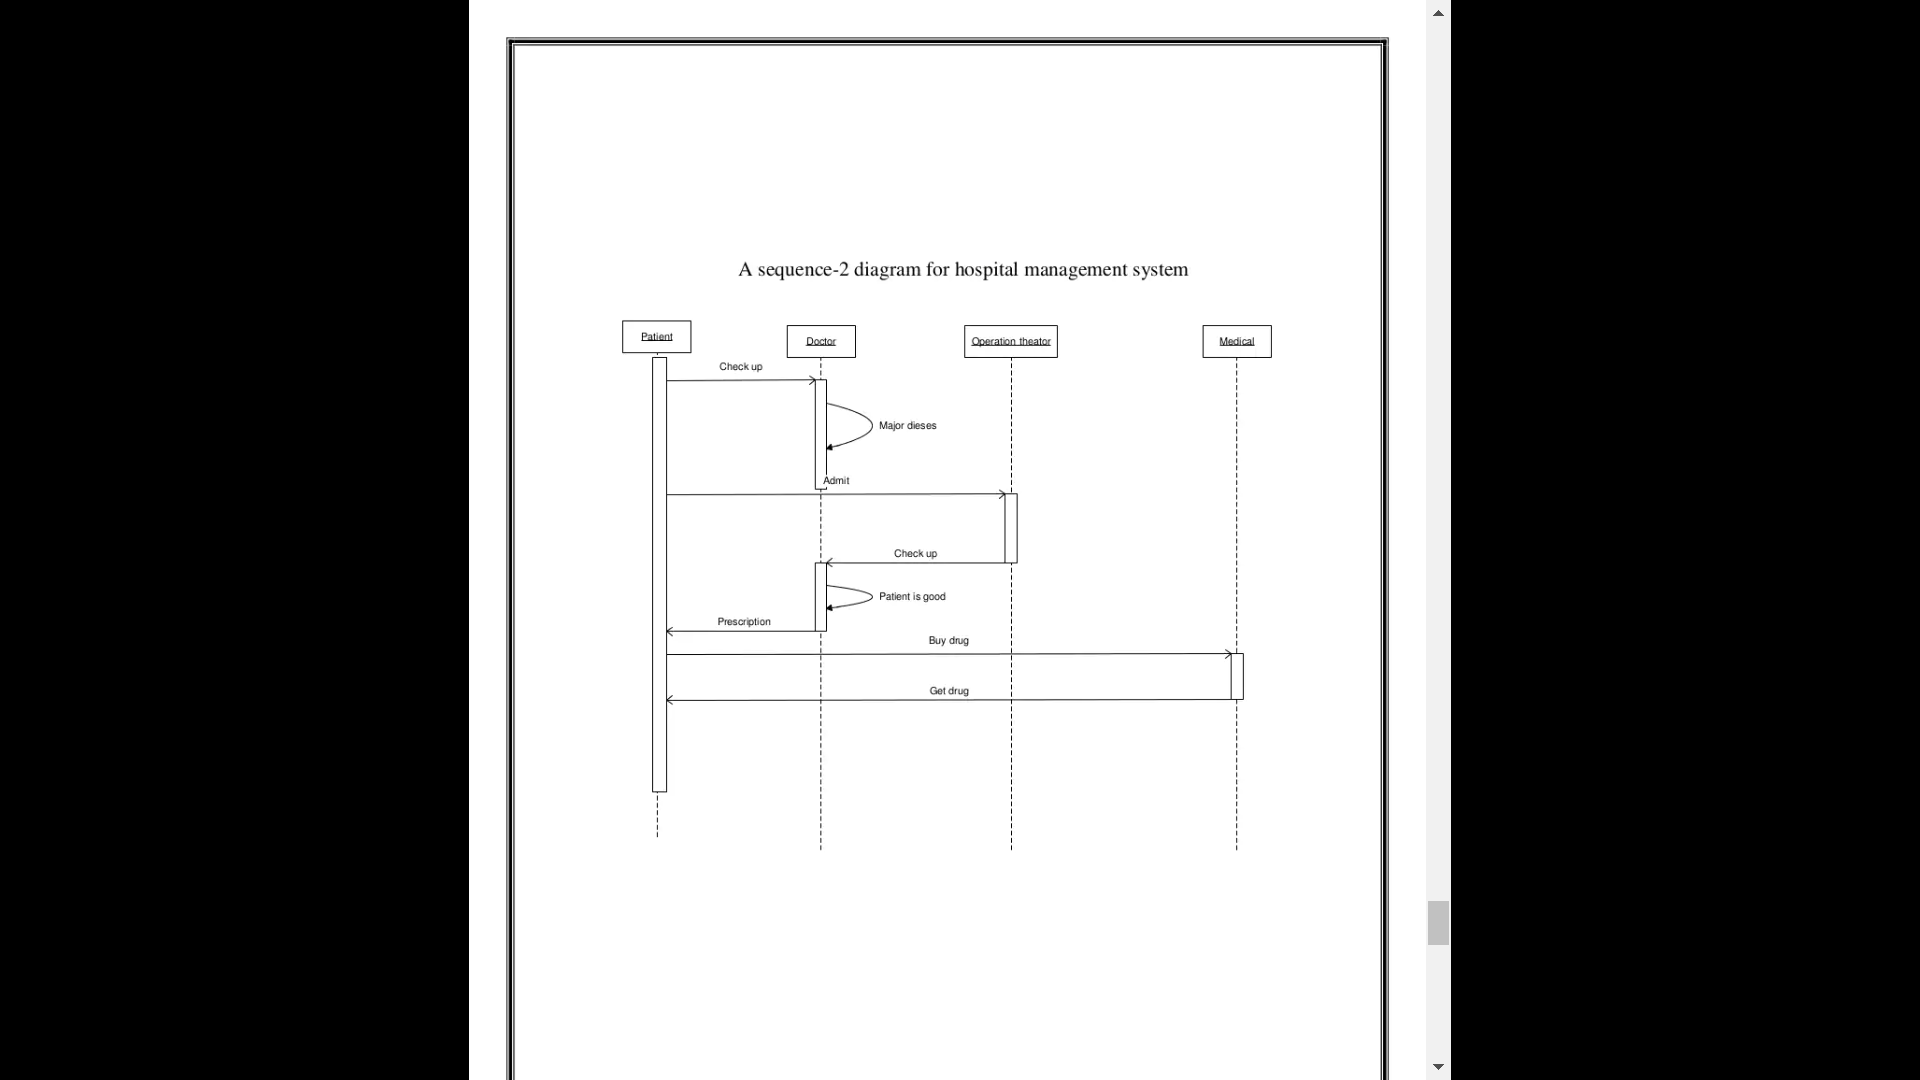 A sequence-2 diagram for hospital management system
Patient
Doctor
Operation theator
Medical
Check up
Major dieses
Admit
Check up
Patient is good
Prescription
Buy drug
Get drug